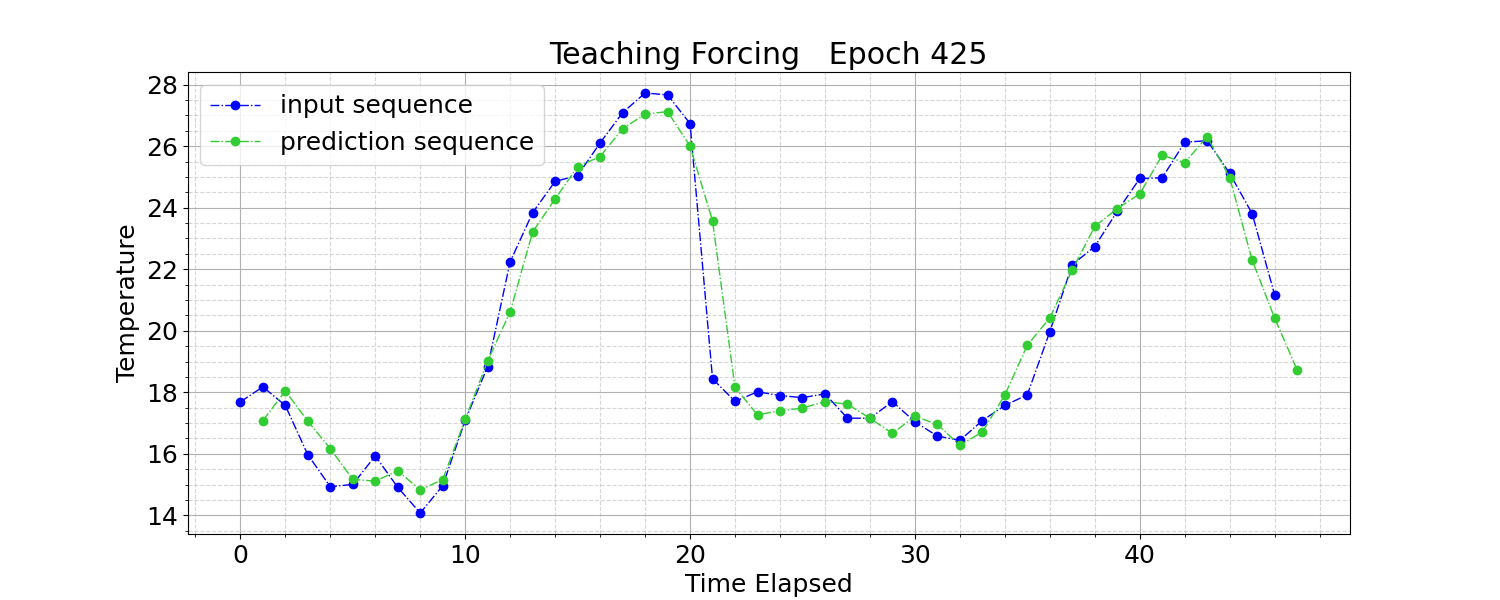 Teaching Forcing   Epoch 425
input sequence
prediction sequence
Temperature
28
26
24
22
20
18
16
14
0 10 20 30 40
Time Elapsed